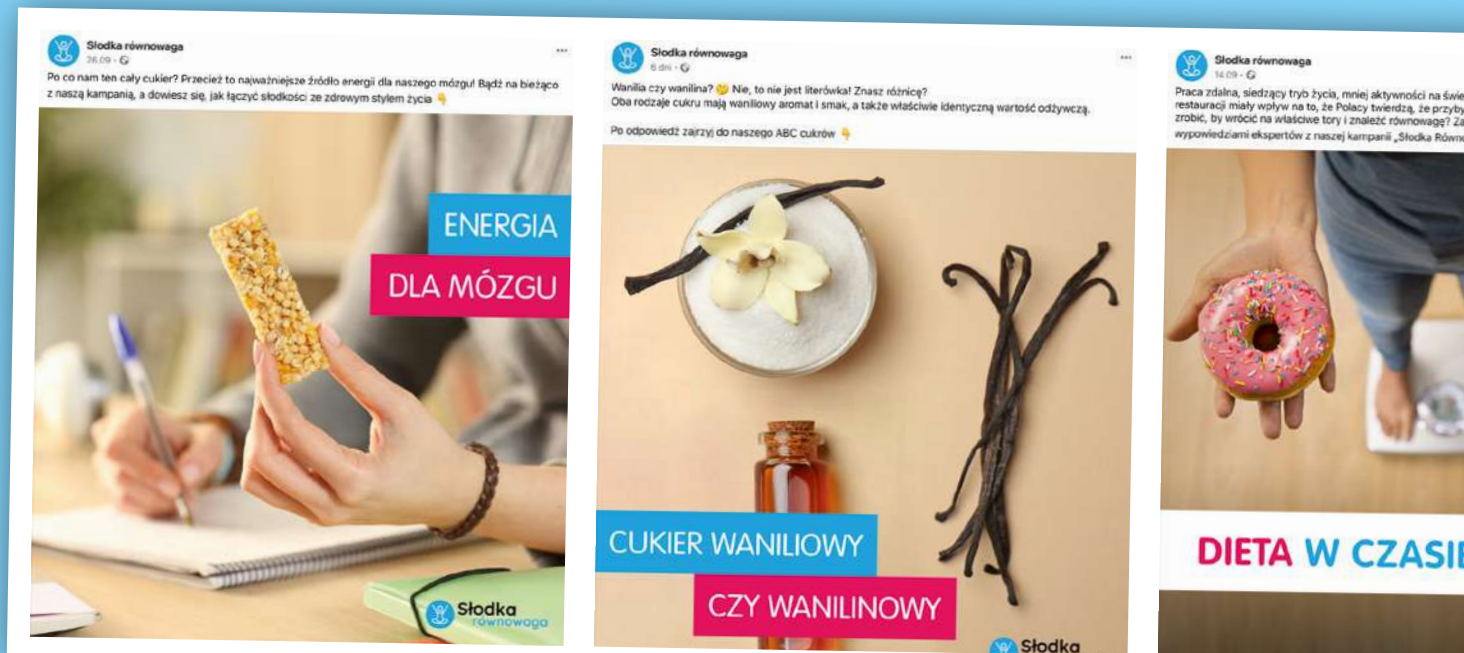 Słodka równowaga
26.09
Po co nam ten cały cukier? Przecież to najważniejsze źródło energii dla naszego mózgu! Bądź na bieżąco
z naszą kampanią, a dowiesz się, jak łączyć słodkości ze zdrowym stylem życia 👇
ENERGIA
DLA MÓZGU
Słodka
równowaga
Słodka równowaga
6 dni
Wanilia czy wanilina? 🤔 Nie, to nie jest literówka! Znasz różnicę?
Oba rodzaje cukru mają waniliowy aromat i smak, a także właściwie identyczną wartość odżywczą.
Po odpowiedź zajrzyj do naszego ABC cukrów 👇
CUKIER WANILIOWY
CZY WANILINOWY
Słodka
Słodka równowaga
14.09
Praca zdalna, siedzący tryb życia, mniej aktywności na świe
restauracji miały wpływ na to, że Polacy twierdzą, że przyby
zrobić, by wrócić na właściwe tory i znaleźć równowagę? Za
wypowiedziami ekspertów z naszej kampanii „Słodka Równo
DIETA W CZASIE